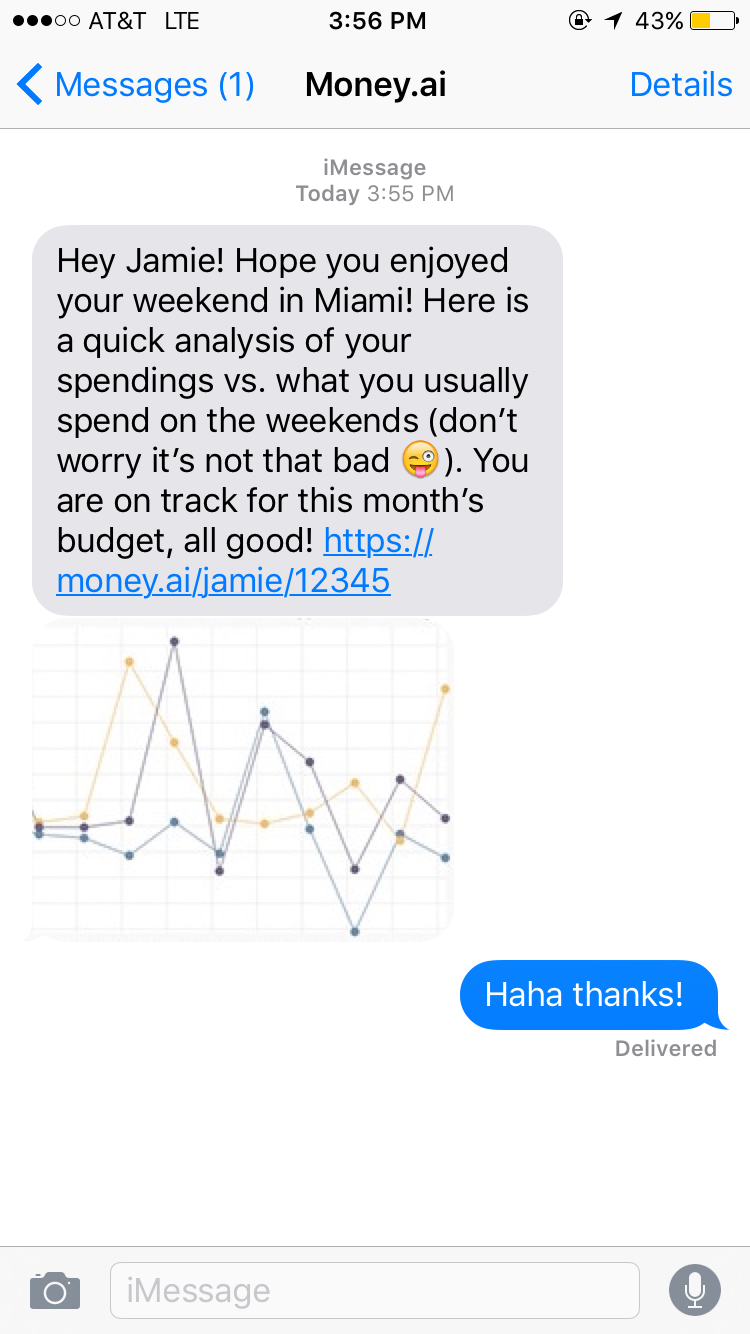 AT&T LTE 3:56 PM 43%
Messages (1) Money.ai Details
iMessage
Today 3:55 PM
Hey Jamie! Hope you enjoyed
your weekend in Miami! Here is
a quick analysis of your
spendings vs. what you usually
spend on the weekends (don’t
worry it’s not that bad 😜). You
are on track for this month’s
budget, all good! https://
money.ai/jamie/12345
Haha thanks!
Delivered
iMessage